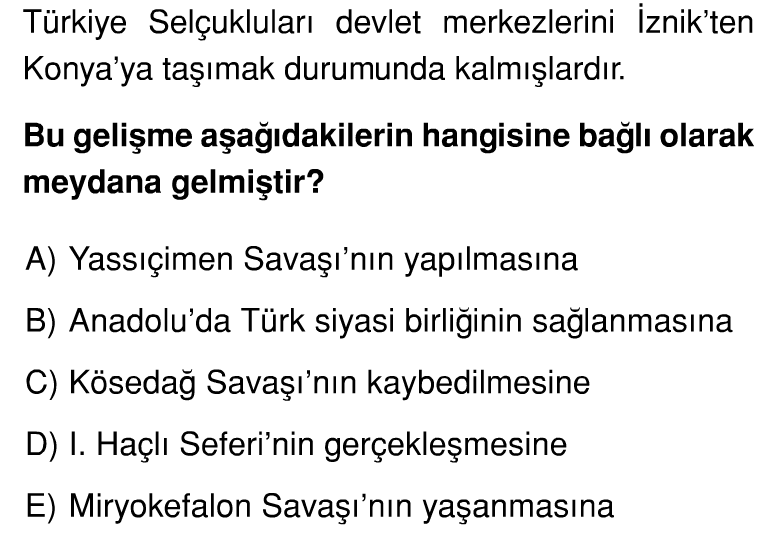 Türkiye Selçukluları devlet merkezlerini İznik’ten
Konya’ya taşımak durumunda kalmışlardır.
Bu gelişme aşağıdakilerin hangisine bağlı olarak
meydana gelmiştir?
A) Yassıçimen Savaşı’nın yapılmasına
B) Anadolu’da Türk siyasi birliğinin sağlanmasına
C) Kösedağ Savaşı’nın kaybedilmesine
D) I. Haçlı Seferi’nin gerçekleşmesine
E) Miryokefalon Savaşı’nın yaşanmasına